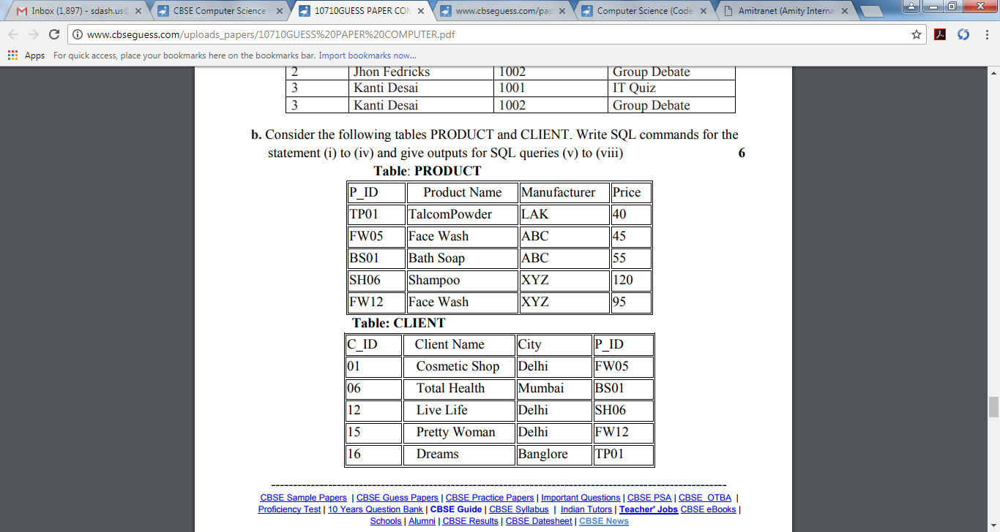 Inbox (1,897) - sdash.us@
CBSE Computer Science
10710GUESS PAPER COM
www.cbseguess.com/pap
Computer Science (Code
Amitranet (Amity Interna
www.cbseguess.com/uploads_papers/10710GUESS%20PAPER%20COMPUTER.pdf
Apps For quick access, place your bookmarks here on the bookmarks bar. Import bookmarks now...
2 Jhon Fedricks 1002 Group Debate
3 Kanti Desai 1001 IT Quiz
3 Kanti Desai 1002 Group Debate
b. Consider the following tables PRODUCT and CLIENT. Write SQL commands for the
statement (i) to (iv) and give outputs for SQL queries (v) to (viii) 6
Table: PRODUCT
P_ID Product Name Manufacturer Price
TP01 TalcomPowder LAK 40
FW05 Face Wash ABC 45
BS01 Bath Soap ABC 55
SH06 Shampoo XYZ 120
FW12 Face Wash XYZ 95
Table: CLIENT
C_ID Client Name City P_ID
01 Cosmetic Shop Delhi FW05
06 Total Health Mumbai BS01
12 Live Life Delhi SH06
15 Pretty Woman Delhi FW12
16 Dreams Banglore TP01
--------------------------------------------------------------------------------------------------------
CBSE Sample Papers | CBSE Guess Papers | CBSE Practice Papers | Important Questions | CBSE PSA | CBSE OTBA |
Proficiency Test | 10 Years Question Bank | CBSE Guide | CBSE Syllabus | Indian Tutors | Teacher' Jobs CBSE eBooks |
Schools | Alumni | CBSE Results | CBSE Datesheet | CBSE News